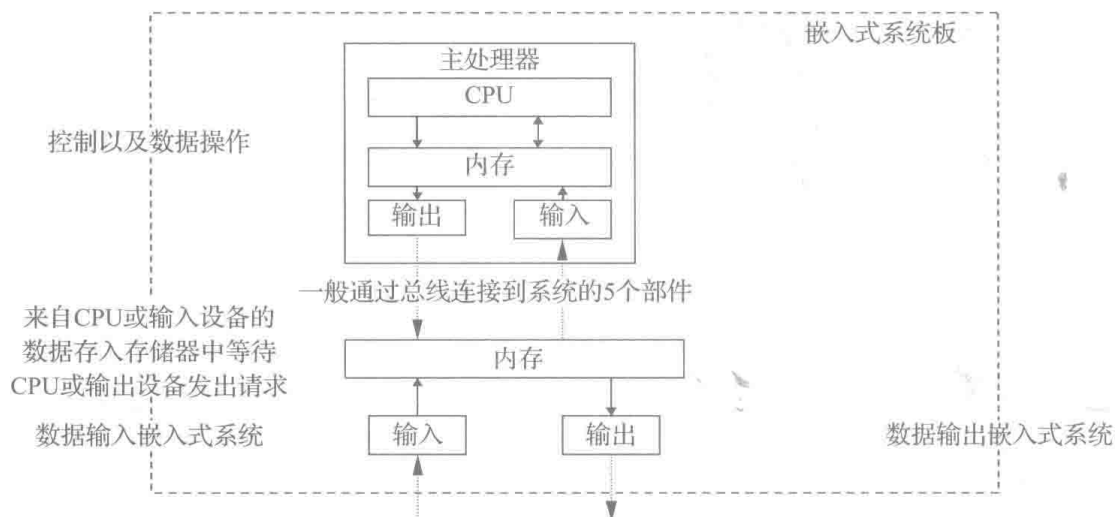 嵌入式系统板
主处理器
CPU
控制以及数据操作
内存
输出
输入
一般通过总线连接到系统的5个部件
来自CPU或输入设备的
数据存入存储器中等待
CPU或输出设备发出请求
内存
数据输入嵌入式系统
输入
输出
数据输出嵌入式系统